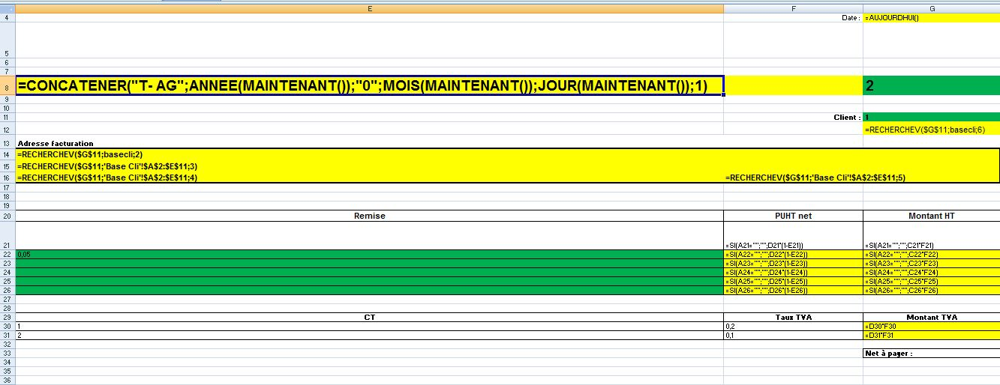 E F G
4 Date : =AUJOURDHUI()
5
6
7
8 =CONCATENER("T- AG";ANNEE(MAINTENANT());"0";MOIS(MAINTENANT());JOUR(MAINTENANT());1) 2
9
10
11 Client : 1
12 =RECHERCHEV($G$11;basecli;6)
13 Adresse facturation
14 =RECHERCHEV($G$11;basecli;2)
15 =RECHERCHEV($G$11;'Base Cli'!$A$2:$E$11;3)
16 =RECHERCHEV($G$11;'Base Cli'!$A$2:$E$11;4) =RECHERCHEV($G$11;'Base Cli'!$A$2:$E$11;5)
17
18
19
20 Remise PUHT net Montant HT
21 =SI(A21="";"";D21*(1-E21)) =SI(A21="";"";C21*F21)
22 0,05 =SI(A22="";"";D22*(1-E22)) =SI(A22="";"";C22*F22)
23 =SI(A23="";"";D23*(1-E23)) =SI(A23="";"";C23*F23)
24 =SI(A24="";"";D24*(1-E24)) =SI(A24="";"";C24*F24)
25 =SI(A25="";"";D25*(1-E25)) =SI(A25="";"";C25*F25)
26 =SI(A26="";"";D26*(1-E26)) =SI(A26="";"";C26*F26)
27
28
29 CT Taux TVA Montant TVA
30 1 0,2 =D30*F30
31 2 0,1 =D31*F31
32
33 Net à payer :
34
35
36